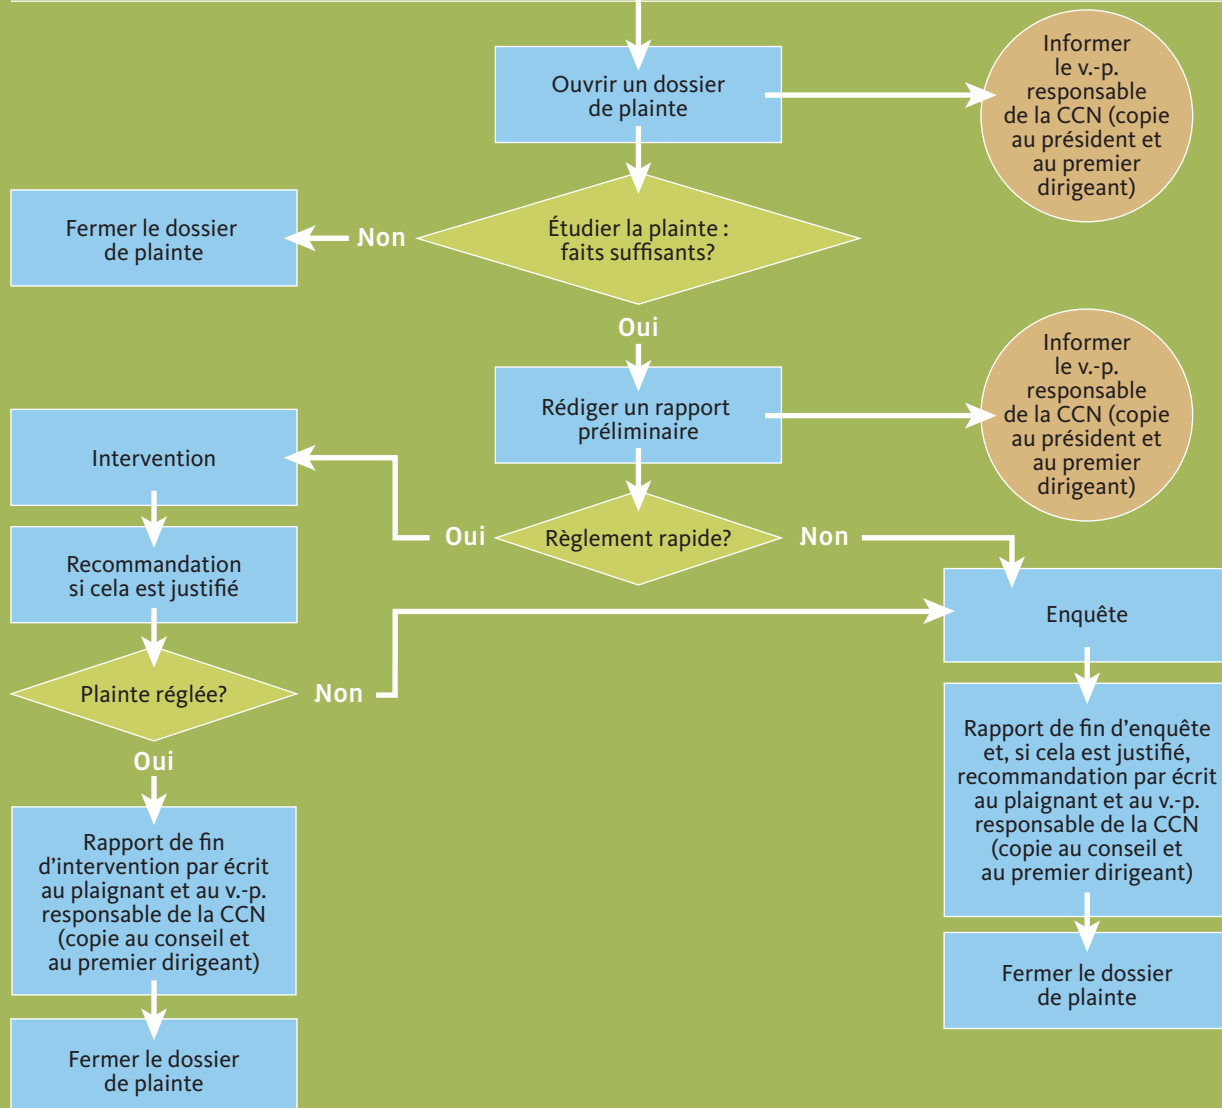 Ouvrir un dossier
de plainte
Informer
le v.-p.
responsable
de la CCN (copie
au président et
au premier
dirigeant)
Étudier la plainte :
faits suffisants?
Non
Fermer le dossier
de plainte
Oui
Rédiger un rapport
préliminaire
Informer
le v.-p.
responsable
de la CCN (copie
au président et
au premier
dirigeant)
Règlement rapide?
Oui
Non
Intervention
Recommandation
si cela est justifié
Plainte réglée?
Non
Oui
Rapport de fin
d'intervention par écrit
au plaignant et au v.-p.
responsable de la CCN
(copie au conseil et
au premier dirigeant)
Fermer le dossier
de plainte
Enquête
Rapport de fin d'enquête
et, si cela est justifié,
recommandation par écrit
au plaignant et au v.-p.
responsable de la CCN
(copie au conseil et
au premier dirigeant)
Fermer le dossier
de plainte